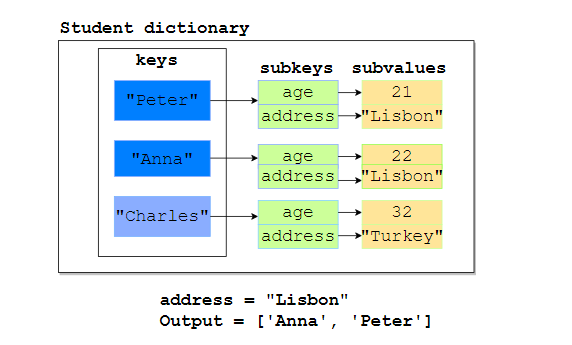 Student dictionary
keys
subkeys subvalues
"Peter" age 21
address "Lisbon"
"Anna" age 22
address "Lisbon"
"Charles" age 32
address "Turkey"
address = "Lisbon"
Output = ['Anna', 'Peter']